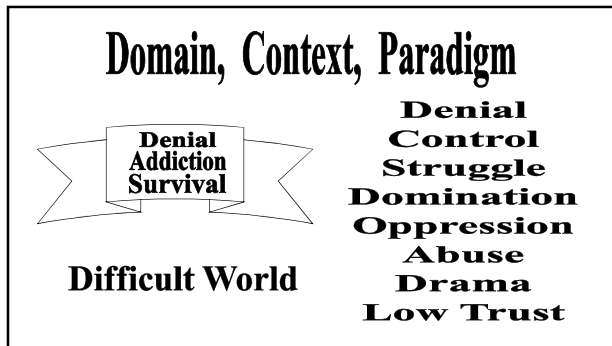 Domain, Context, Paradigm
Denial
Addiction
Survival
Difficult World
Denial
Control
Struggle
Domination
Oppression
Abuse
Drama
Low Trust